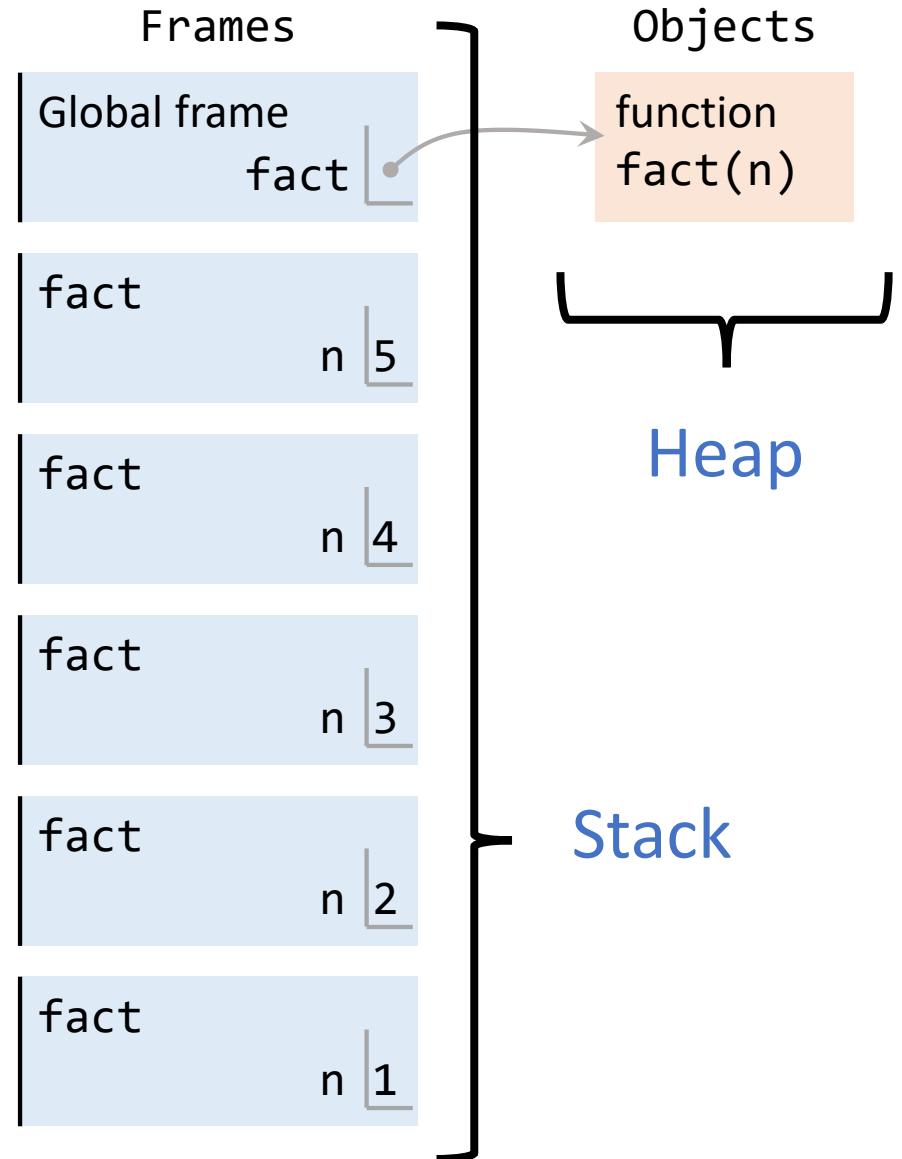 Frames
Global frame
fact
fact
n 5
fact
n 4
fact
n 3
fact
n 2
fact
n 1
Objects
function
fact(n)
Heap
Stack